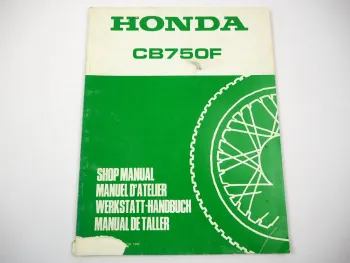 HONDA
CB750F
SHOP MANUAL
MANUEL D'ATELIER
WERKSTATT-HANDBUCH
MANUAL DE TALLER